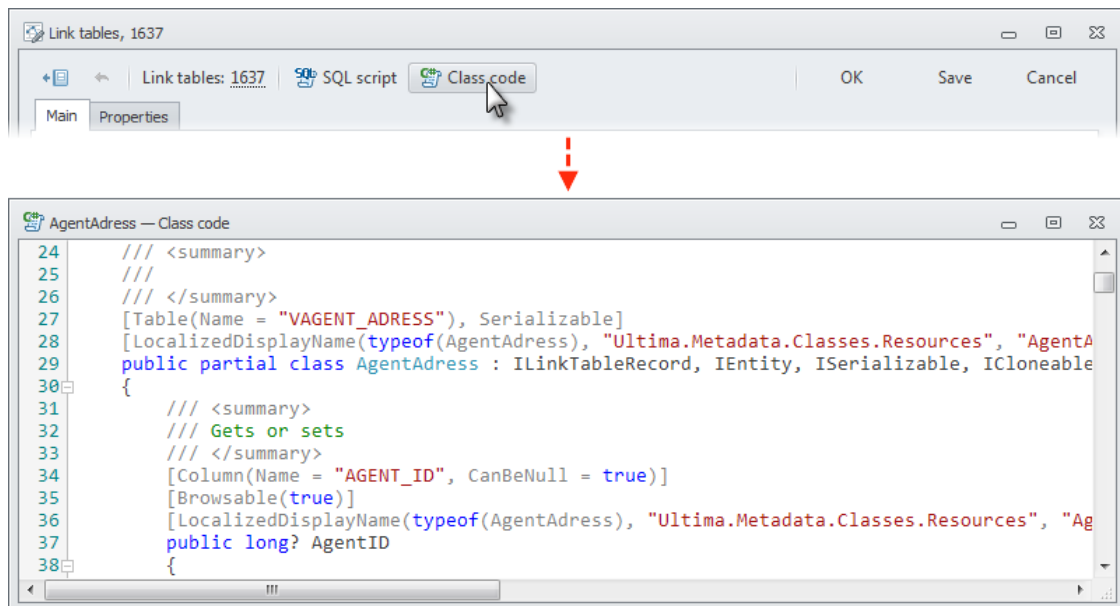 Link tables, 1637
Link tables: 1637 SQL script Class code OK Save Cancel
Main Properties
AgentAdress — Class code
24 /// <summary>
25 ///
26 /// </summary>
27 [Table(Name = "VAGENT_ADRESS"), Serializable]
28 [LocalizedDisplayName(typeof(AgentAdress), "Ultima.Metadata.Classes.Resources", "AgentA
29 public partial class AgentAdress : ILinkTableRecord, IEntity, ISerializable, ICloneable
30 {
31 /// <summary>
32 /// Gets or sets
33 /// </summary>
34 [Column(Name = "AGENT_ID", CanBeNull = true)]
35 [Browsable(true)]
36 [LocalizedDisplayName(typeof(AgentAdress), "Ultima.Metadata.Classes.Resources", "Ag
37 public long? AgentID
38 {